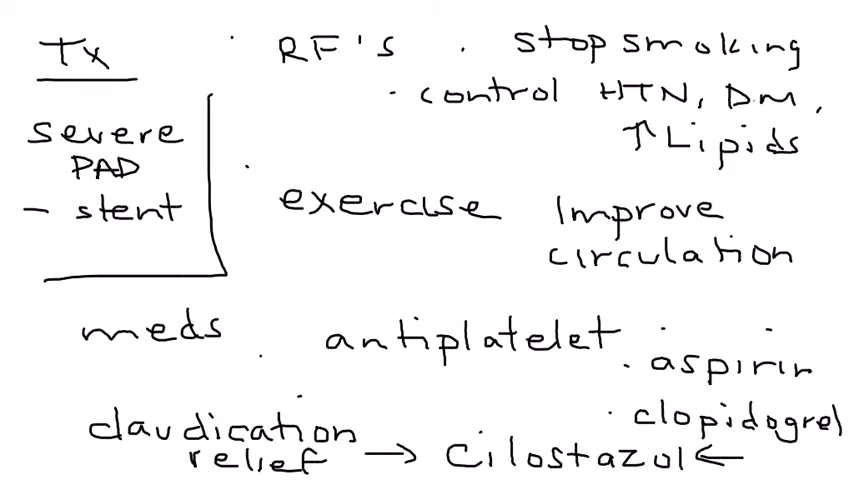 Tx · RF's · stop smoking
· control HTN, DM,
↑ Lipids
severe
PAD
- stent
· exercise improve
circulation
meds · antiplatelet
· aspirin
· clopidogrel
claudication
relief → cilostazol ←